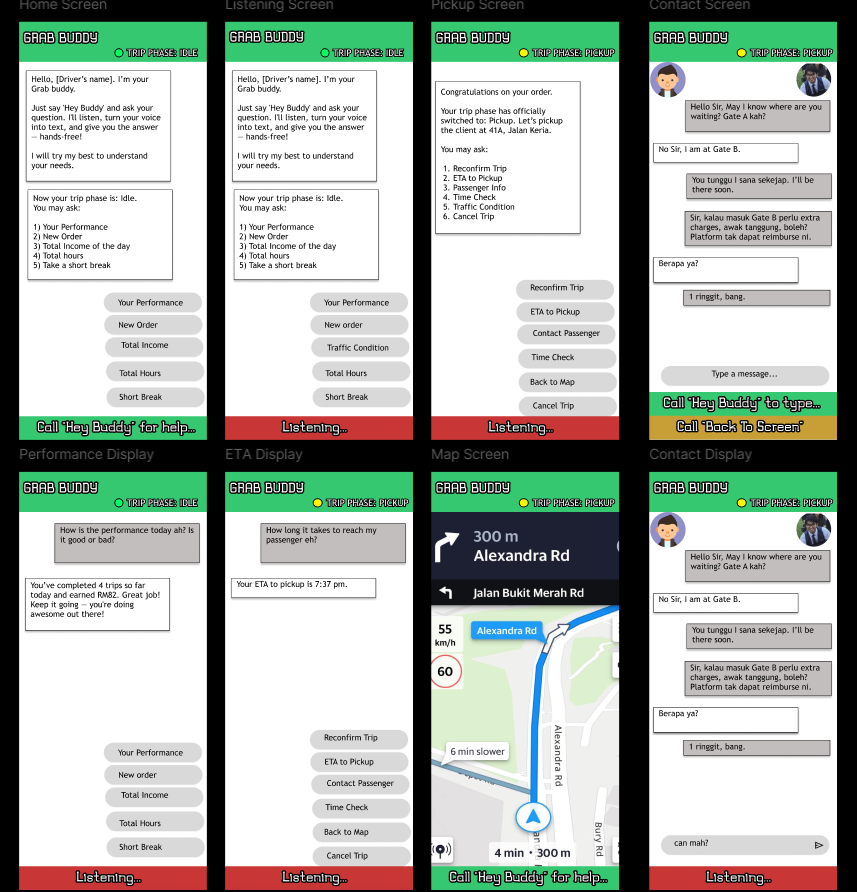 Home Screen
GRAB BUDDY
TRIP PHASE: IDLE
Hello, [Driver's name]. I'm your
Grab buddy.
Just say 'Hey Buddy' and ask your
question. I'll listen, turn your voice
into text, and give you the answer
— hands-free!
I will try my best to understand
your needs.
Now your trip phase is: Idle.
You may ask:
1) Your Performance
2) New Order
3) Total Income of the day
4) Total hours
5) Take a short break
Your Performance
New Order
Total Income
Total Hours
Short Break
Call "Hey Buddy" for help...
Listening Screen
GRAB BUDDY
TRIP PHASE: IDLE
Hello, [Driver's name]. I'm your
Grab buddy.
Just say 'Hey Buddy' and ask your
question. I'll listen, turn your voice
into text, and give you the answer
— hands-free!
I will try my best to understand
your needs.
Now your trip phase is: Idle.
You may ask:
1) Your Performance
2) New Order
3) Total Income of the day
4) Total hours
5) Take a short break
Your Performance
New order
Traffic Condition
Total Hours
Short Break
Listening...
Pickup Screen
GRAB BUDDY
TRIP PHASE: PICKUP
Congratulations on your order.
Your trip phase has officially
switched to: Pickup. Let's pickup
the client at 41A, Jalan Keria.
You may ask:
1. Reconfirm Trip
2. ETA to Pickup
3. Passenger Info
4. Time Check
5. Traffic Condition
6. Cancel Trip
Reconfirm Trip
ETA to Pickup
Contact Passenger
Time Check
Back to Map
Cancel Trip
Listening...
Contact Screen
GRAB BUDDY
TRIP PHASE: PICKUP
Hello Sir, May I know where are you
waiting? Gate A kah?
No Sir, I am at Gate B.
You tunggu I sana sekejap. I'll be
there soon.
Sir, kalau masuk Gate B perlu extra
charges, awak tanggung, boleh?
Platform tak dapat reimburse ni.
Berapa ya?
1 ringgit, bang.
Type a message...
Call "Hey Buddy" to type...
Call "Back To Screen"
Performance Display
GRAB BUDDY
TRIP PHASE: IDLE
How is the performance today ah? Is
it good or bad?
You've completed 4 trips so far
today and earned RM82. Great job!
Keep it going — you're doing
awesome out there!
Your Performance
New order
Total Income
Total Hours
Short Break
Listening...
ETA Display
GRAB BUDDY
TRIP PHASE: PICKUP
How long it takes to reach my
passenger eh?
Your ETA to pickup is 7:37 pm.
Reconfirm Trip
ETA to Pickup
Contact Passenger
Time Check
Back to Map
Cancel Trip
Listening...
Map Screen
GRAB BUDDY
TRIP PHASE: PICKUP
300 m
Alexandra Rd
Jalan Bukit Merah Rd
55
km/h
Alexandra Rd
60
6 min slower
Alexandra Rd
Bury Rd
4 min · 300 m
Call "Hey Buddy" for help...
Contact Display
GRAB BUDDY
TRIP PHASE: PICKUP
Hello Sir, May I know where are you
waiting? Gate A kah?
No Sir, I am at Gate B.
You tunggu I sana sekejap. I'll be
there soon.
Sir, kalau masuk Gate B perlu extra
charges, awak tanggung, boleh?
Platform tak dapat reimburse ni.
Berapa ya?
1 ringgit, bang.
can mah?
Listening...